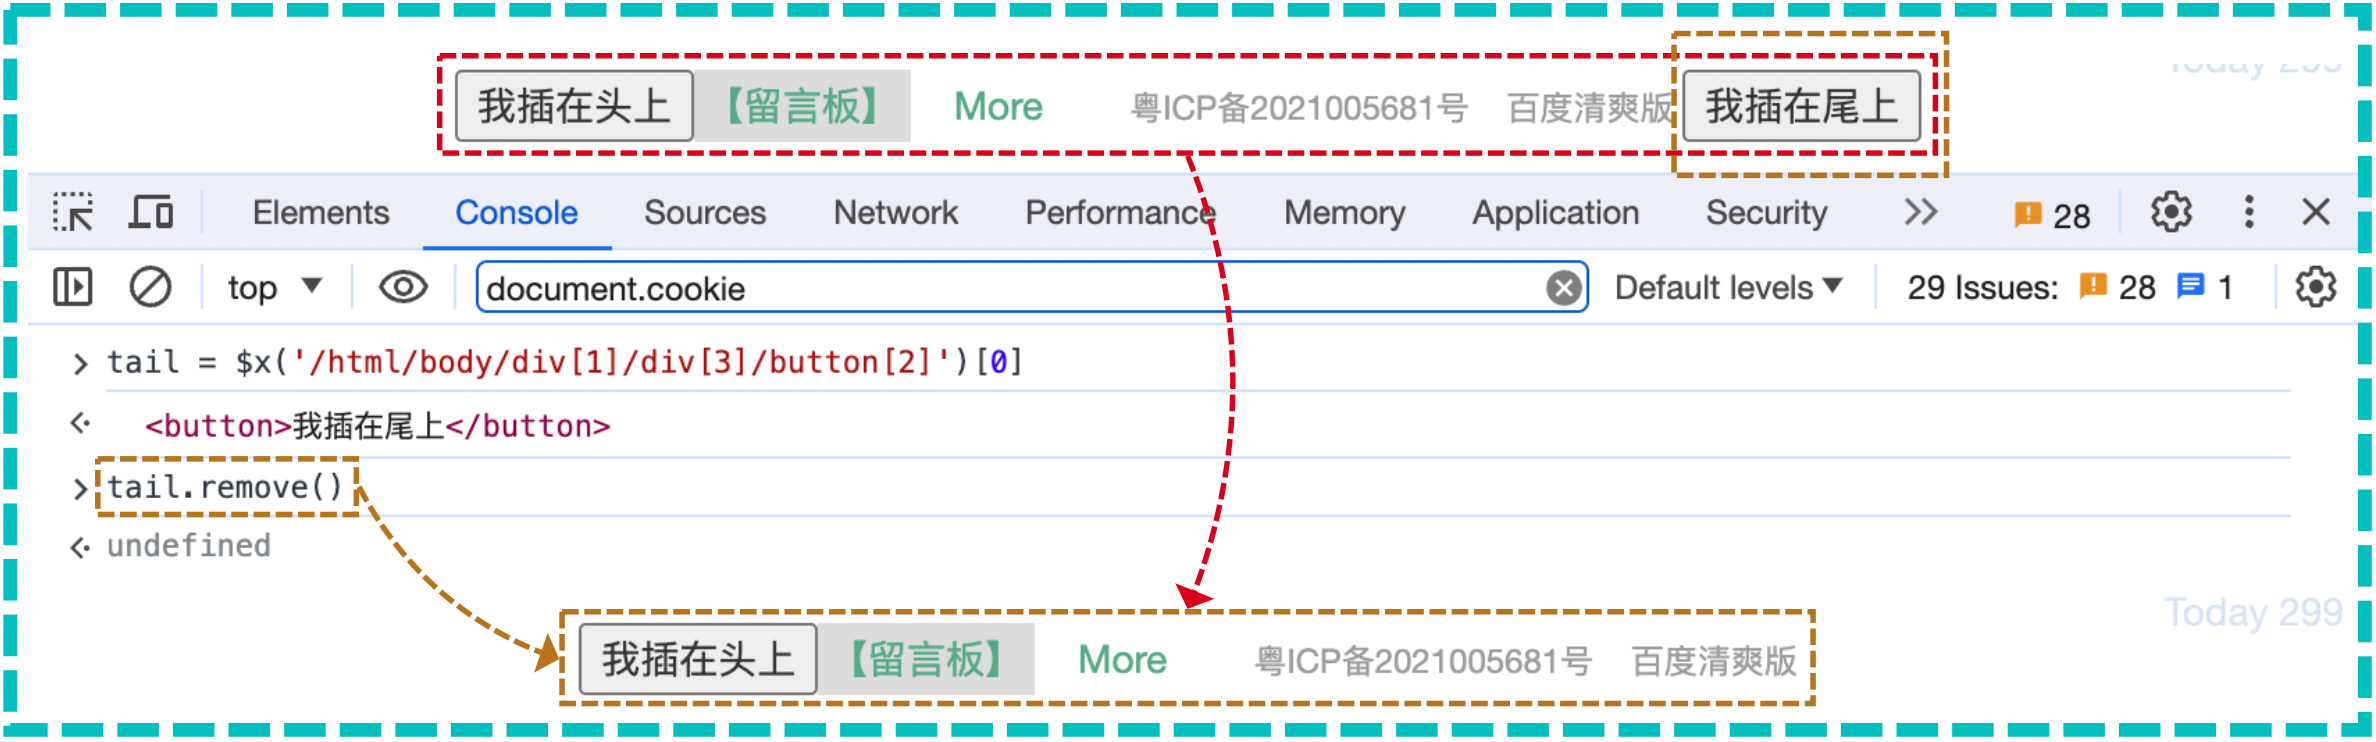 Today 299
我插在头上 【留言板】 More 粤ICP备2021005681号 百度清爽版 我插在尾上
Elements Console Sources Network Performance Memory Application Security 28
top document.cookie Default levels 29 Issues: 28 1
tail = $x('/html/body/div[1]/div[3]/button[2]')[0]
<button>我插在尾上</button>
tail.remove()
undefined
Today 299
我插在头上 【留言板】 More 粤ICP备2021005681号 百度清爽版